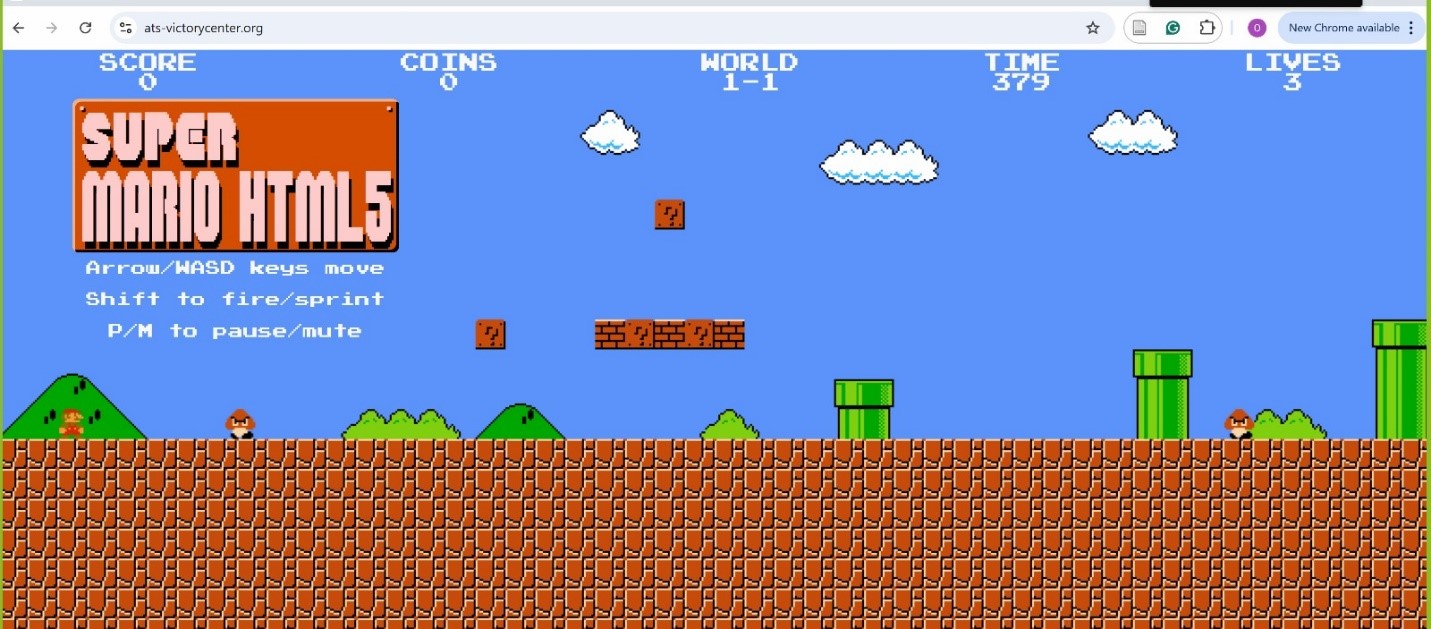 ats-victorycenter.org
O
New Chrome available
SCORE COINS WORLD TIME LIVES
0 0 1-1 379 3
SUPER
MARIO HTML5
Arrow/WASD keys move
Shift to fire/sprint
P/M to pause/mute
?
? ? ?